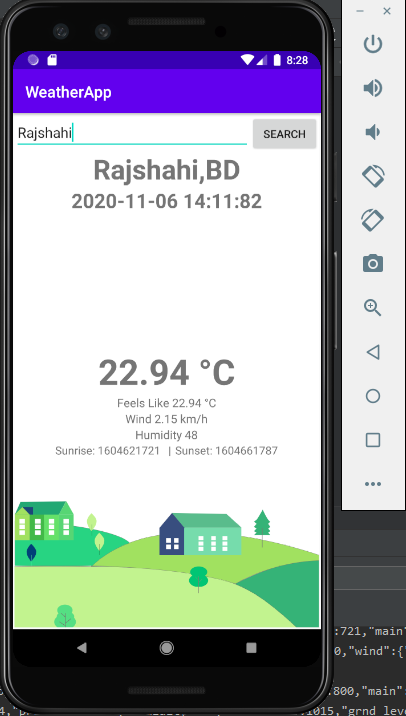 8:28
WeatherApp
Rajshahi
SEARCH
Rajshahi,BD
2020-11-06 14:11:82
22.94 °C
Feels Like 22.94 °C
Wind 2.15 km/h
Humidity 48
Sunrise: 1604621721 | Sunset: 1604661787
:721,"main"
0,"wind":{"
:800,"main":
1015,"grnd_leve